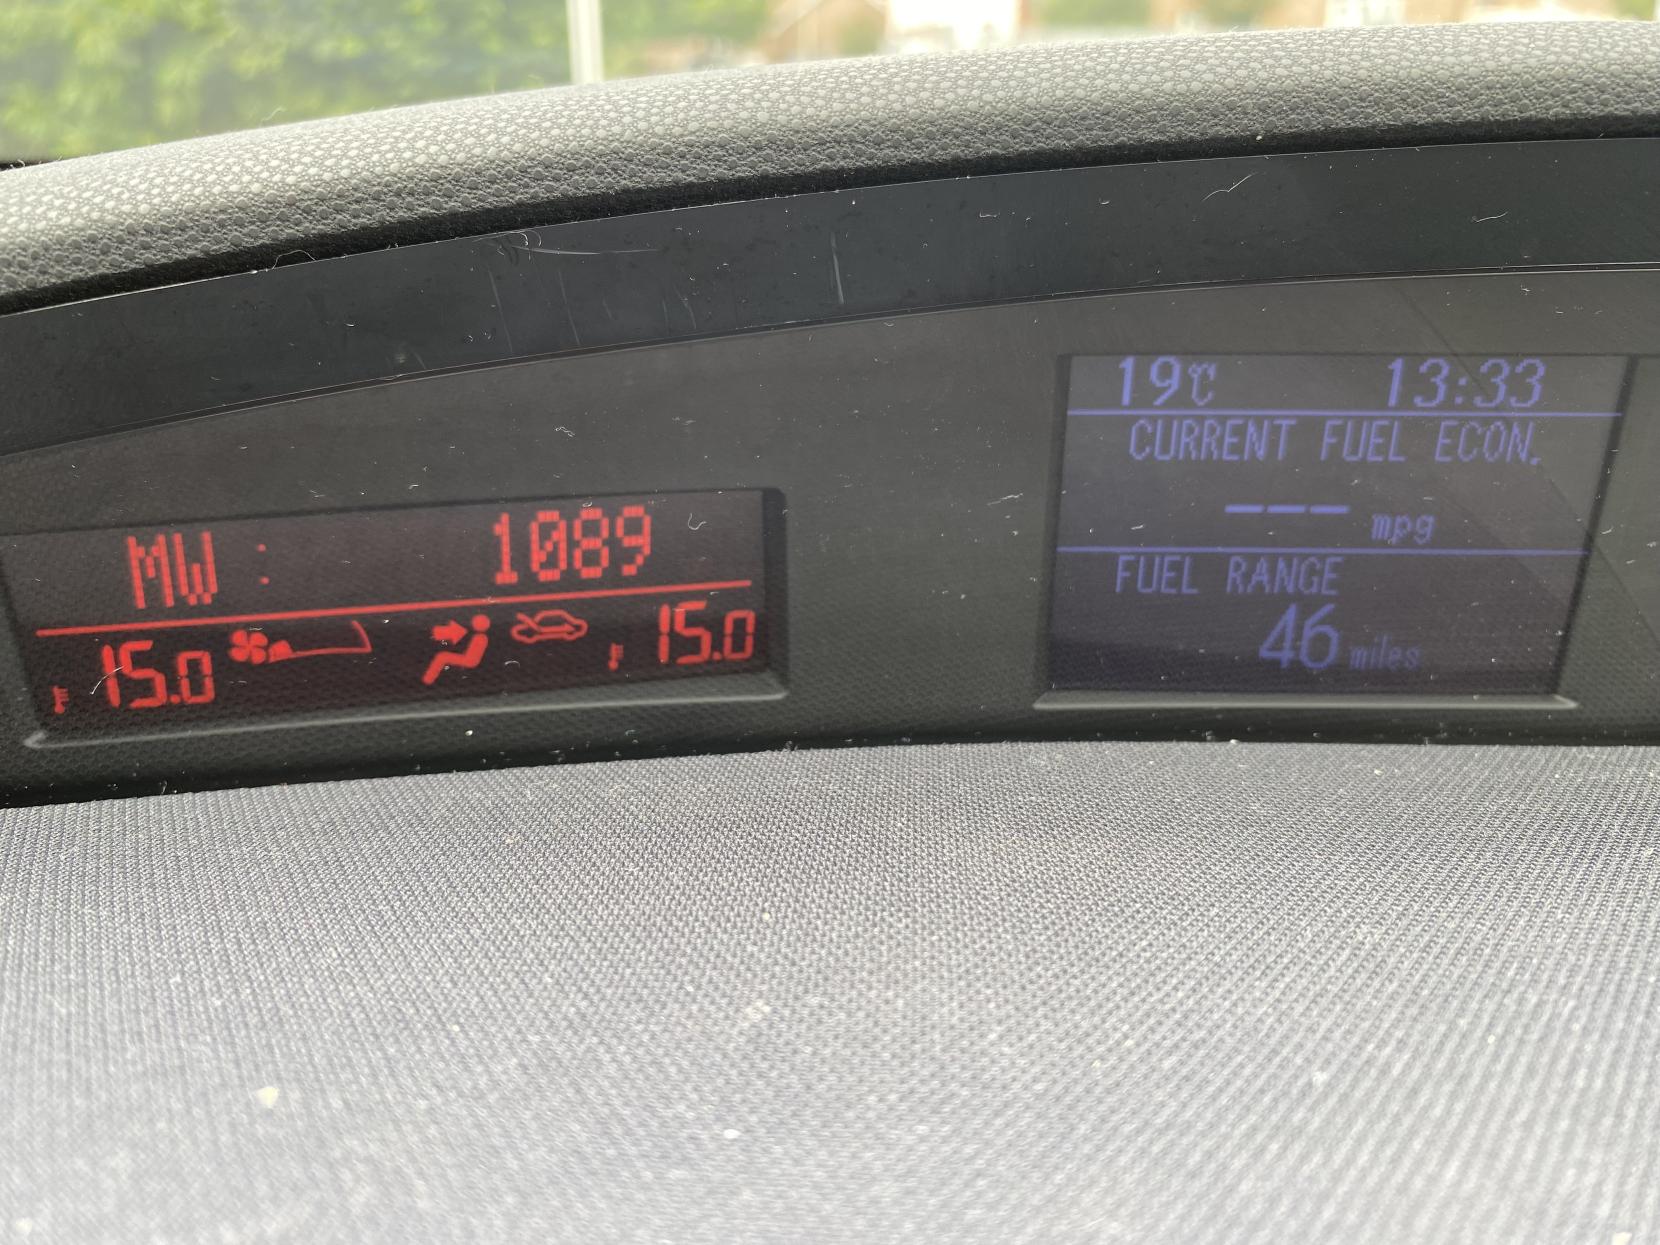 MW : 1089
15.0 15.0
19℃ 13:33
CURRENT FUEL ECON.
--- mpg
FUEL RANGE
46 miles